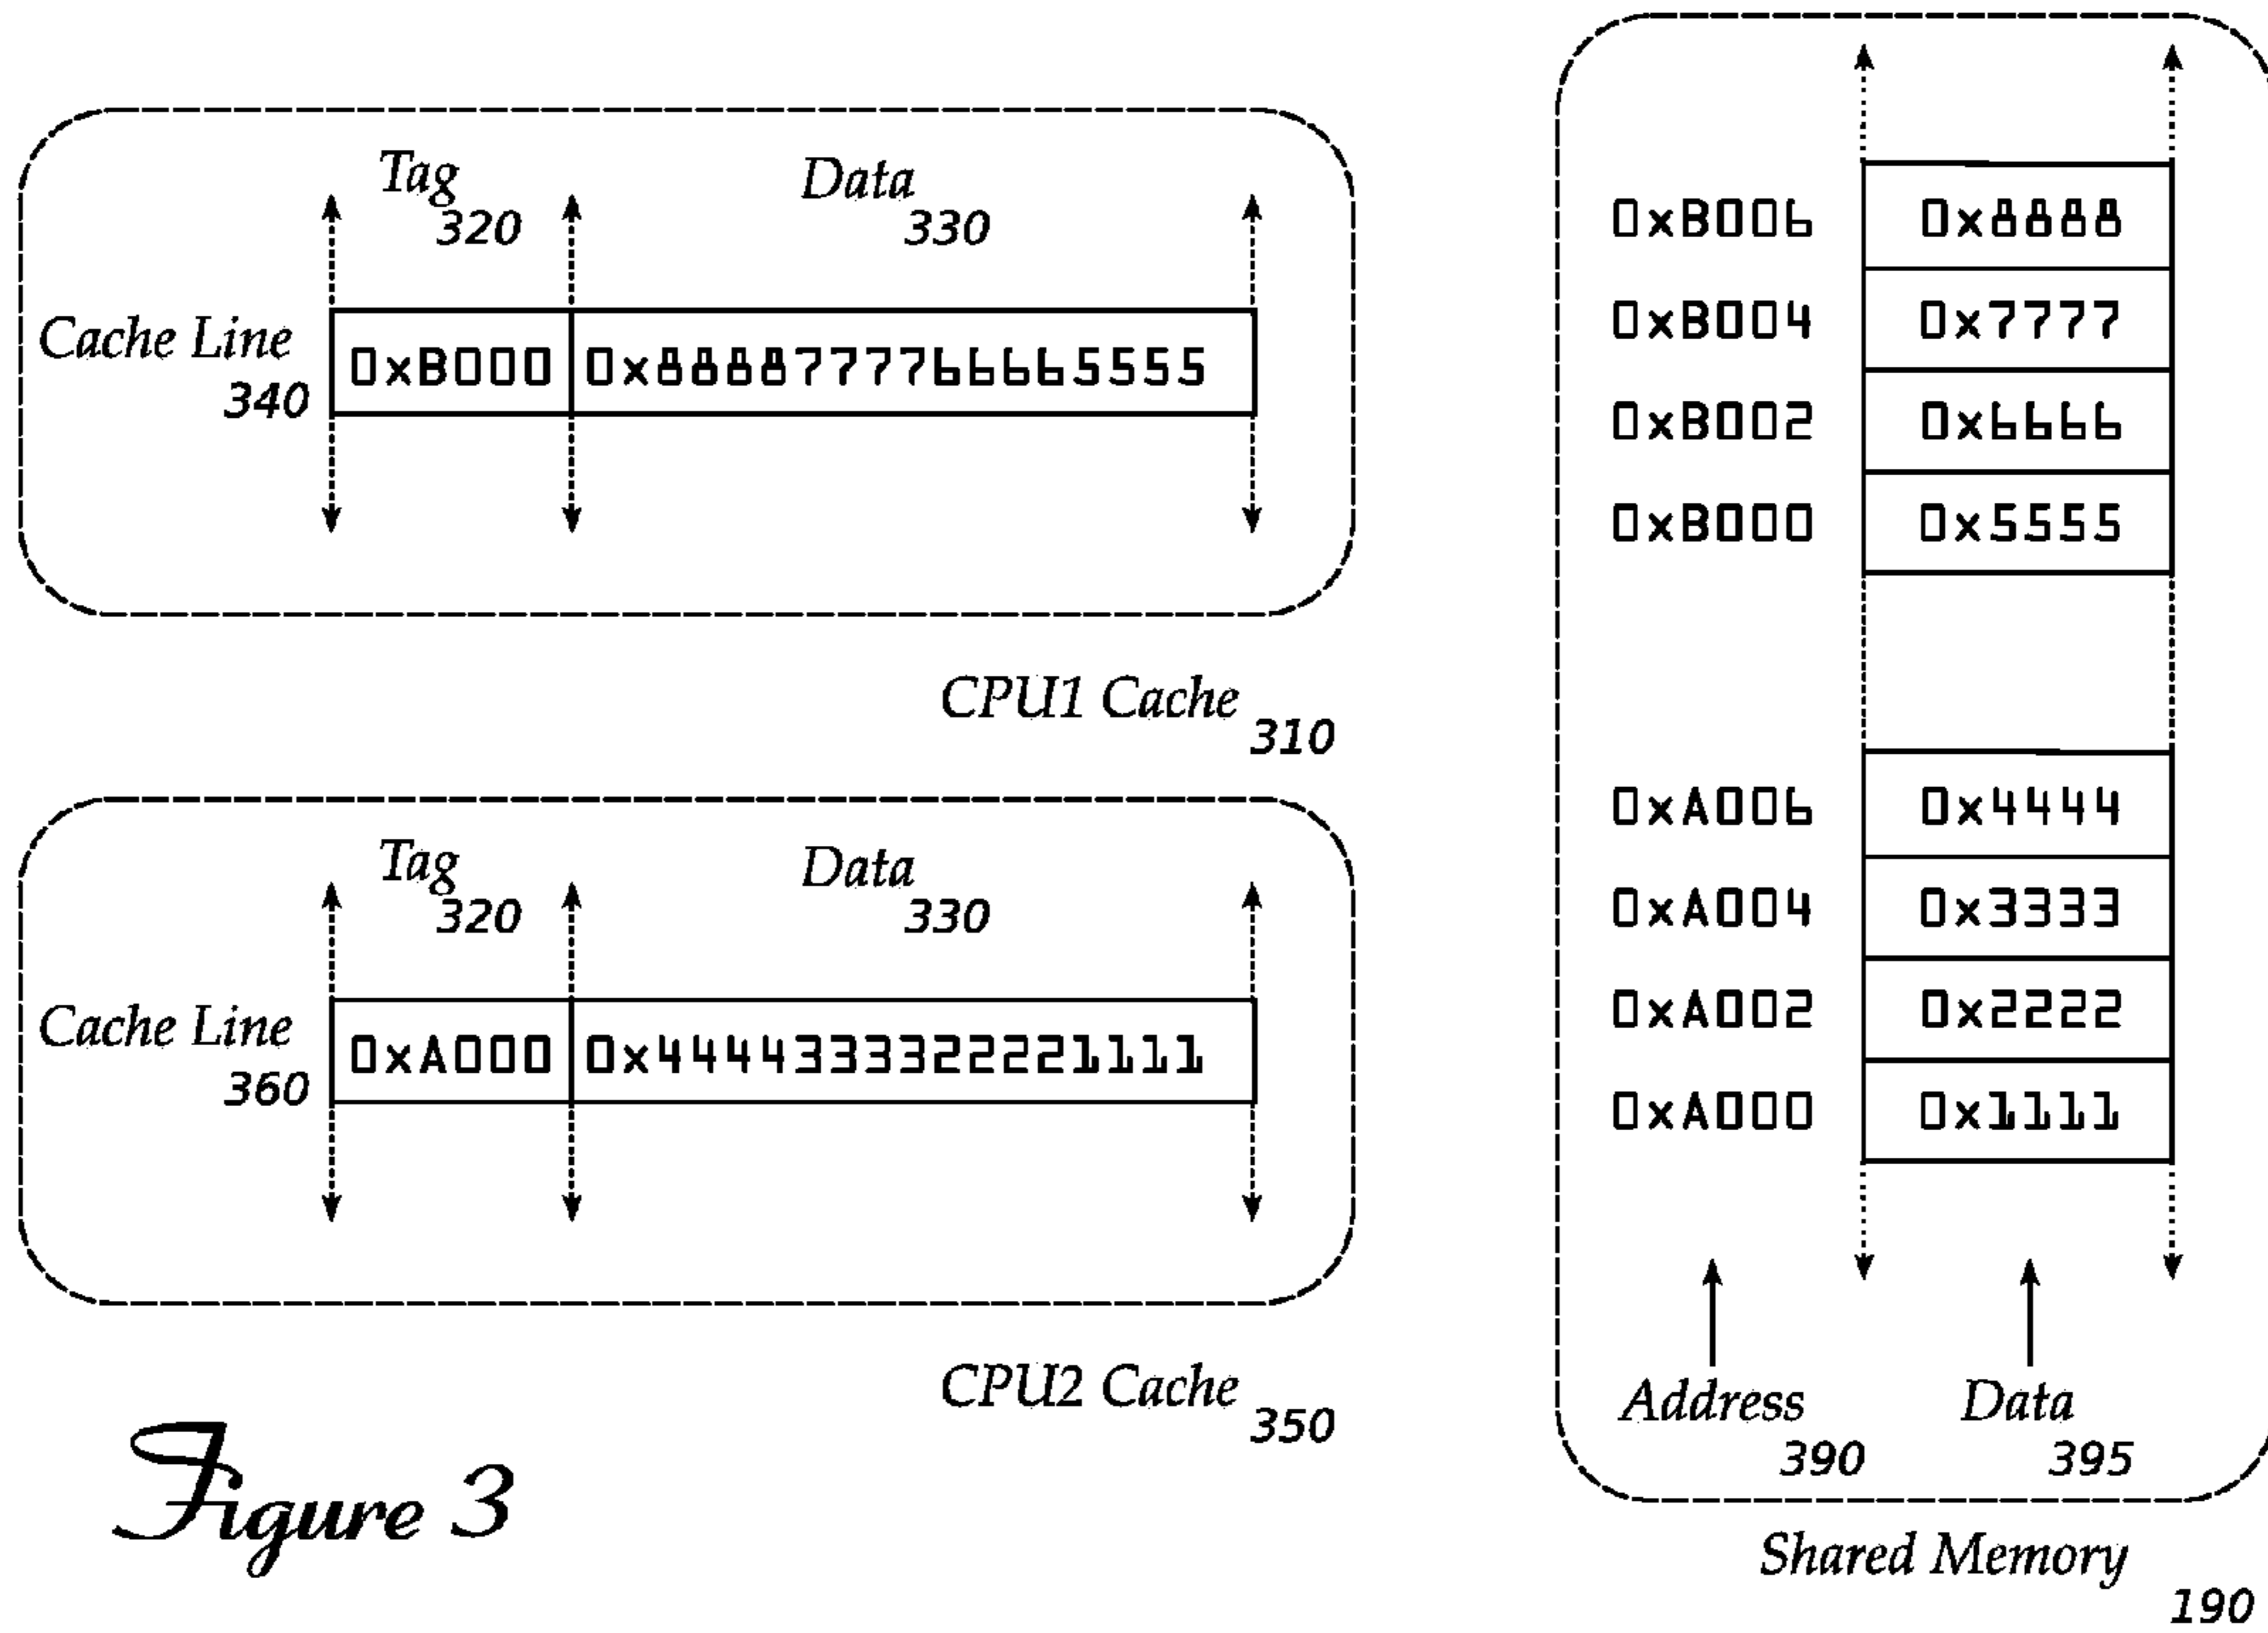 Tag 320
Data 330
Cache Line 340
0xB000 0x8888777766665555
CPU1 Cache 310
Tag 320
Data 330
Cache Line 360
0xA000 0x4444333322221111
CPU2 Cache 350
0xB006 0x8888
0xB004 0x7777
0xB002 0x6666
0xB000 0x5555
0xA006 0x4444
0xA004 0x3333
0xA002 0x2222
0xA000 0x1111
Address 390
Data 395
Shared Memory 190
Figure 3